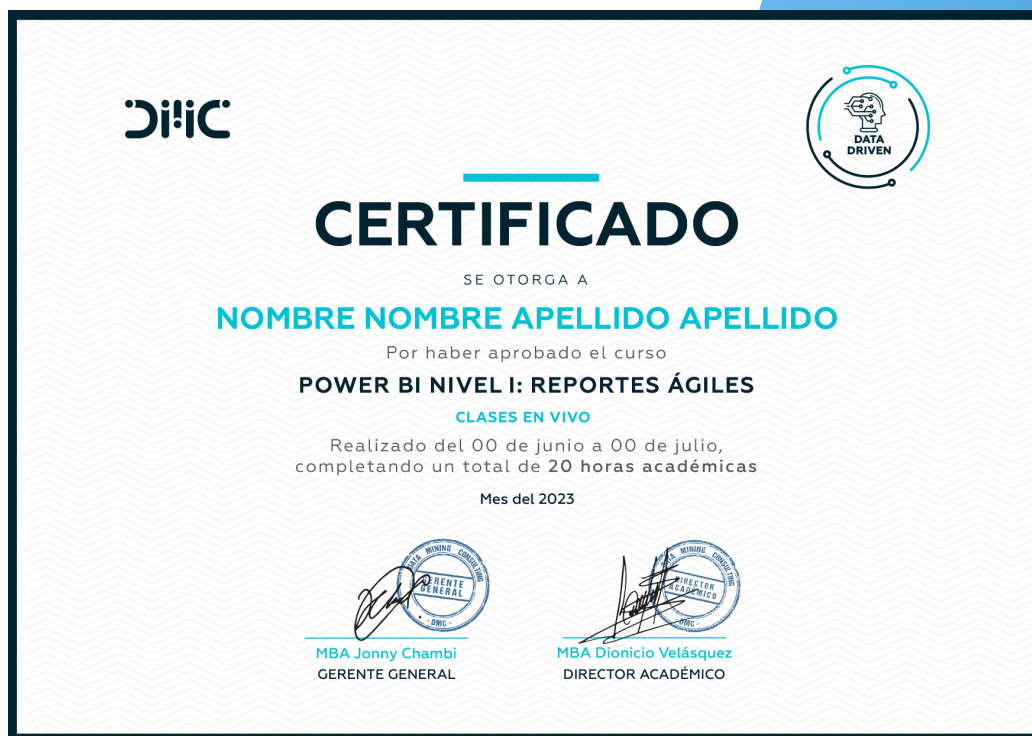 DMC
DATA
DRIVEN
CERTIFICADO
SE OTORGA A
NOMBRE NOMBRE APELLIDO APELLIDO
Por haber aprobado el curso
POWER BI NIVEL I: REPORTES ÁGILES
CLASES EN VIVO
Realizado del 00 de junio a 00 de julio,
completando un total de 20 horas académicas
Mes del 2023
DATA MINING CONSULTING
GERENTE
GENERAL
- DMC -
MBA Jonny Chambi
GERENTE GENERAL
MINING CONSULTING
DIRECTOR
ACADÉMICO
DMC -
MBA Dionicio Velásquez
DIRECTOR ACADÉMICO